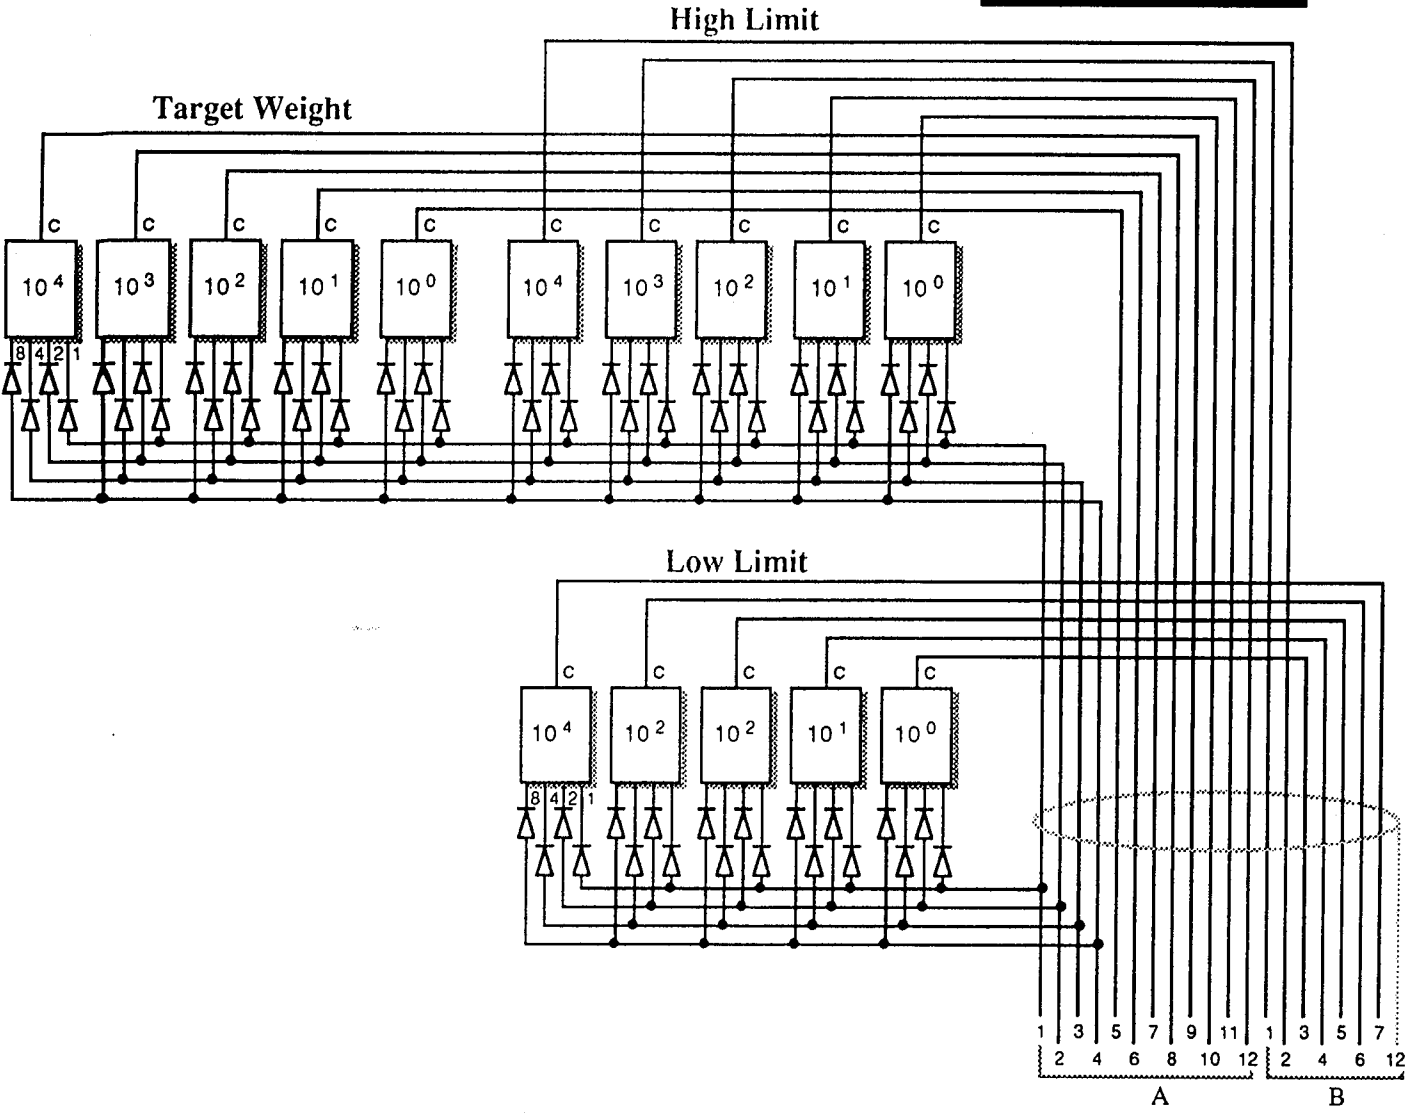 High Limit
Target Weight
C C C C C C C C C C
10⁴ 10³ 10² 10¹ 10⁰ 10⁴ 10³ 10² 10¹ 10⁰
8 4 2 1
Low Limit
C C C C C
10⁴ 10² 10² 10¹ 10⁰
8 4 2 1
1 3 5 7 9 11 1 3 5 7
2 4 6 8 10 12 2 4 6 12
A B